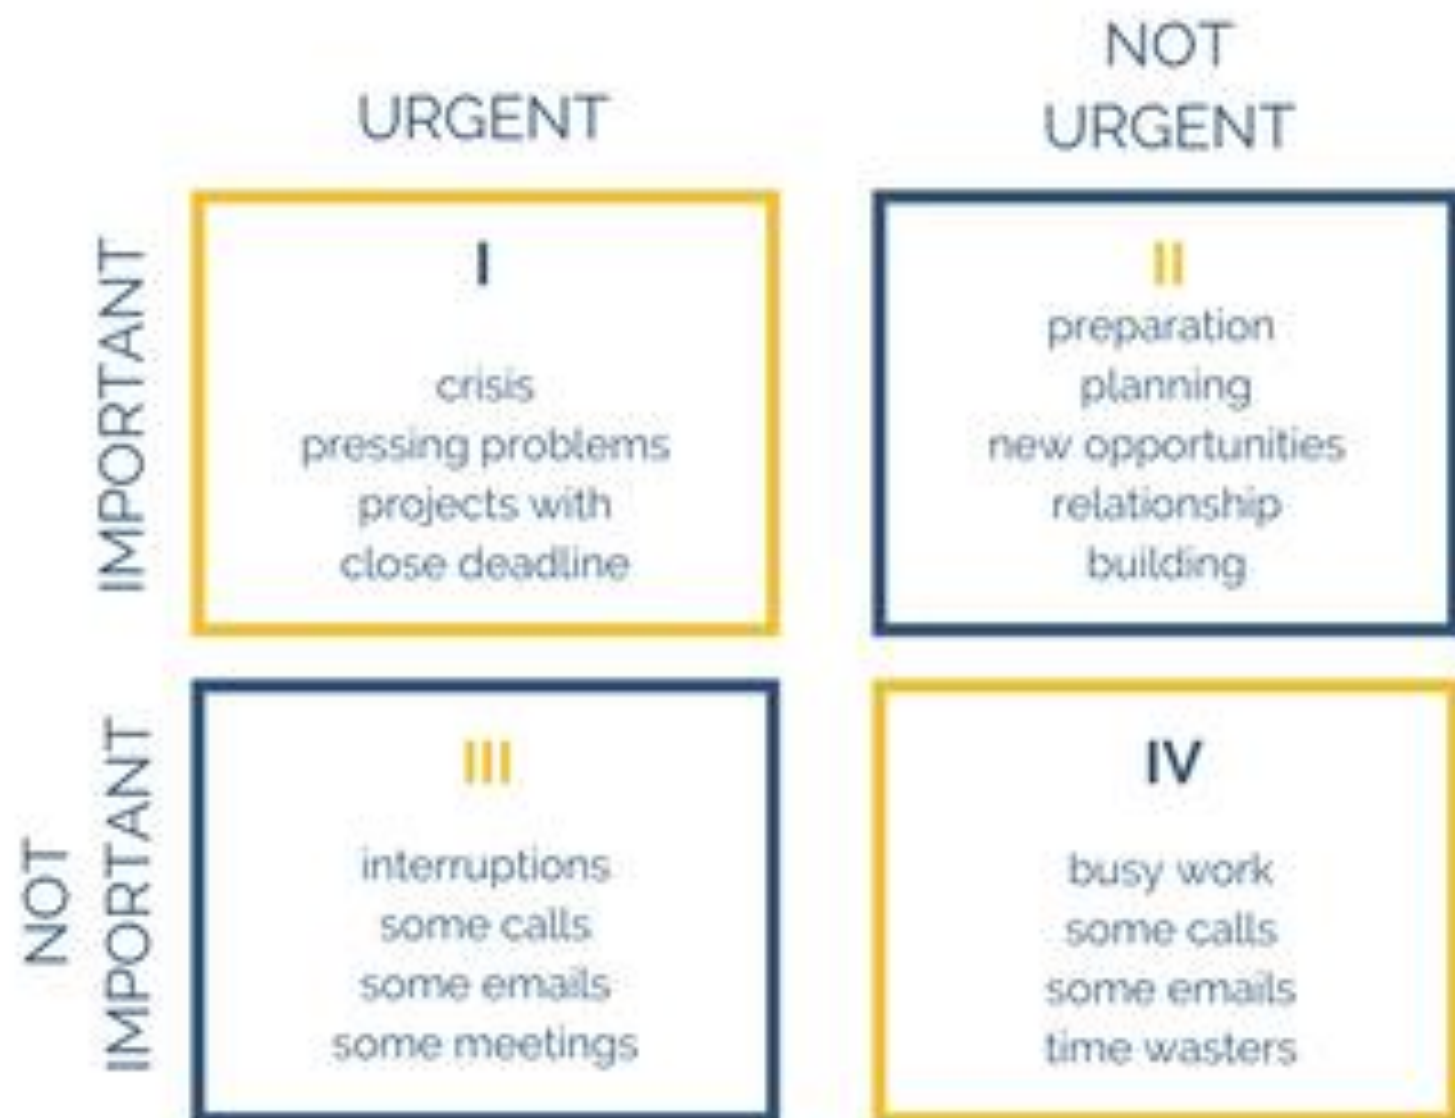 URGENT
NOT
URGENT
IMPORTANT
I
crisis
pressing problems
projects with
close deadline
II
preparation
planning
new opportunities
relationship
building
NOT
IMPORTANT
III
interruptions
some calls
some emails
some meetings
IV
busy work
some calls
some emails
time wasters